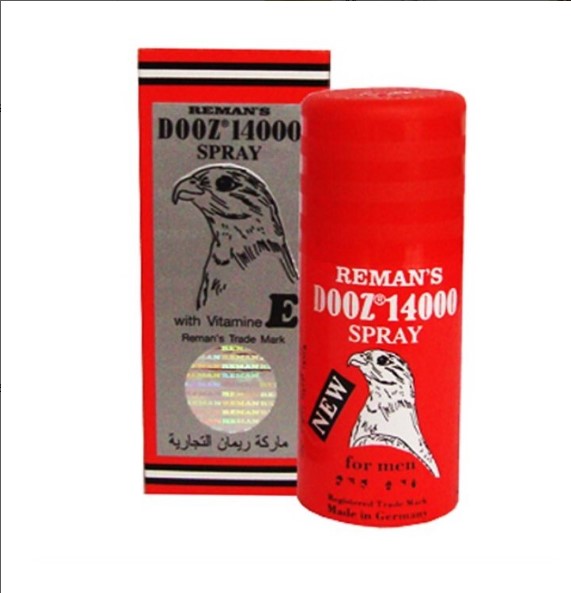 REMAN'S
DOOZ®14000
SPRAY
with Vitamine E
Reman's Trade Mark
REMAN
ماركة ريمان التجارية
REMAN'S
DOOZ®14000
SPRAY
NEW
for men
Registered Trade Mark
Made in Germany